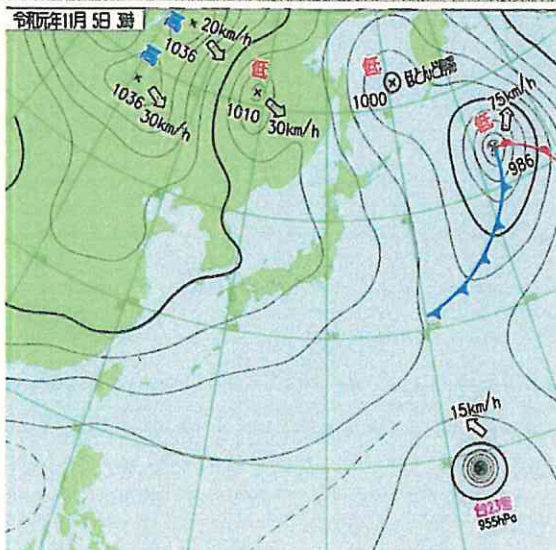 令和元年11月 5日 3時
高
20km/h
1036
高
1036
30km/h
低
1010
30km/h
低
1000
ほとんど停滞
75km/h
低
986
15km/h
台23号
955hPa